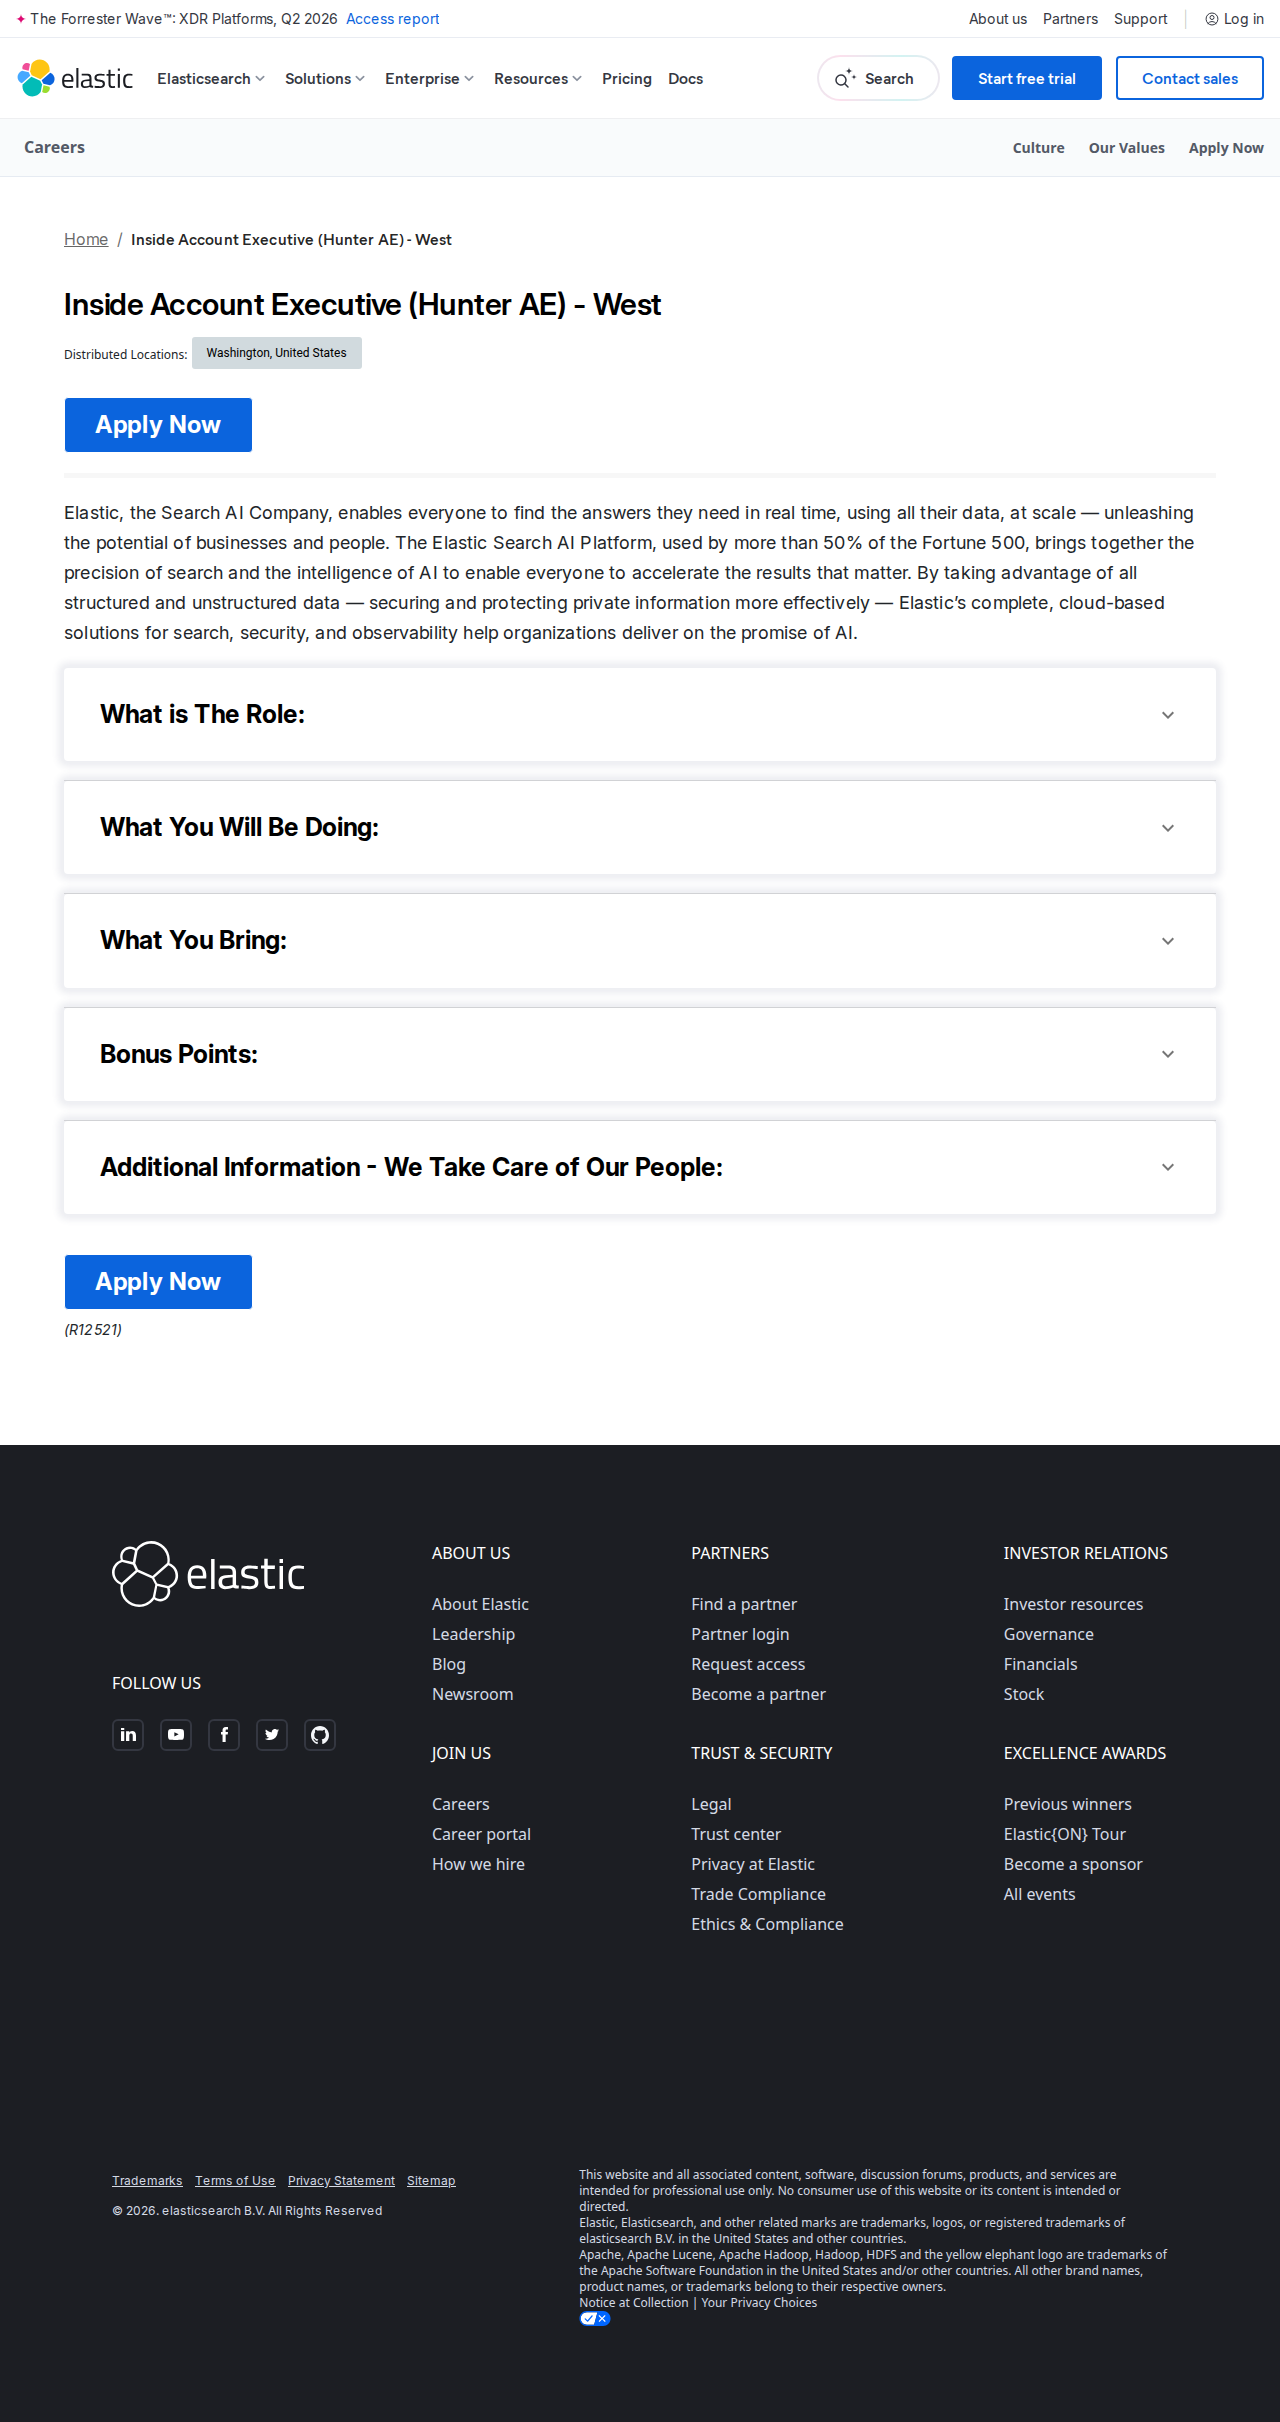 ✦ The Forrester Wave™: XDR Platforms, Q2 2026 Access report
About us Partners Support Log in
elastic Elasticsearch Solutions Enterprise Resources Pricing Docs Search Start free trial Contact sales
Careers Culture Our Values Apply Now
Home / Inside Account Executive (Hunter AE) - West
Inside Account Executive (Hunter AE) - West
Distributed Locations: Washington, United States
Apply Now
Elastic, the Search AI Company, enables everyone to find the answers they need in real time, using all their data, at scale — unleashing
the potential of businesses and people. The Elastic Search AI Platform, used by more than 50% of the Fortune 500, brings together the
precision of search and the intelligence of AI to enable everyone to accelerate the results that matter. By taking advantage of all
structured and unstructured data — securing and protecting private information more effectively — Elastic’s complete, cloud-based
solutions for search, security, and observability help organizations deliver on the promise of AI.
What is The Role:
What You Will Be Doing:
What You Bring:
Bonus Points:
Additional Information - We Take Care of Our People:
Apply Now
(R12521)
elastic
FOLLOW US
ABOUT US
About Elastic
Leadership
Blog
Newsroom
PARTNERS
Find a partner
Partner login
Request access
Become a partner
INVESTOR RELATIONS
Investor resources
Governance
Financials
Stock
JOIN US
Careers
Career portal
How we hire
TRUST & SECURITY
Legal
Trust center
Privacy at Elastic
Trade Compliance
Ethics & Compliance
EXCELLENCE AWARDS
Previous winners
Elastic{ON} Tour
Become a sponsor
All events
Trademarks Terms of Use Privacy Statement Sitemap
© 2026. elasticsearch B.V. All Rights Reserved
This website and all associated content, software, discussion forums, products, and services are
intended for professional use only. No consumer use of this website or its content is intended or
directed.
Elastic, Elasticsearch, and other related marks are trademarks, logos, or registered trademarks of
elasticsearch B.V. in the United States and other countries.
Apache, Apache Lucene, Apache Hadoop, Hadoop, HDFS and the yellow elephant logo are trademarks of
the Apache Software Foundation in the United States and/or other countries. All other brand names,
product names, or trademarks belong to their respective owners.
Notice at Collection | Your Privacy Choices